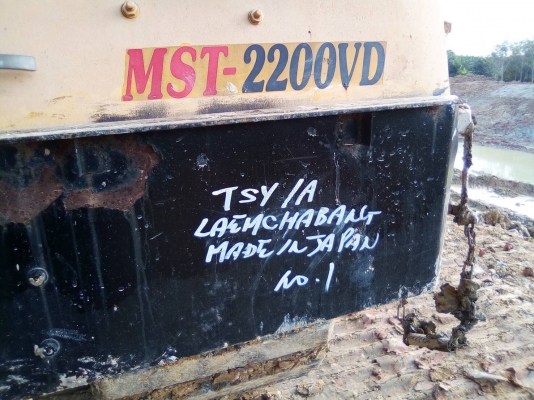 MST-2200VD
TSY/A
LAEMCHABANG
MADE IN JAPAN
NO.1